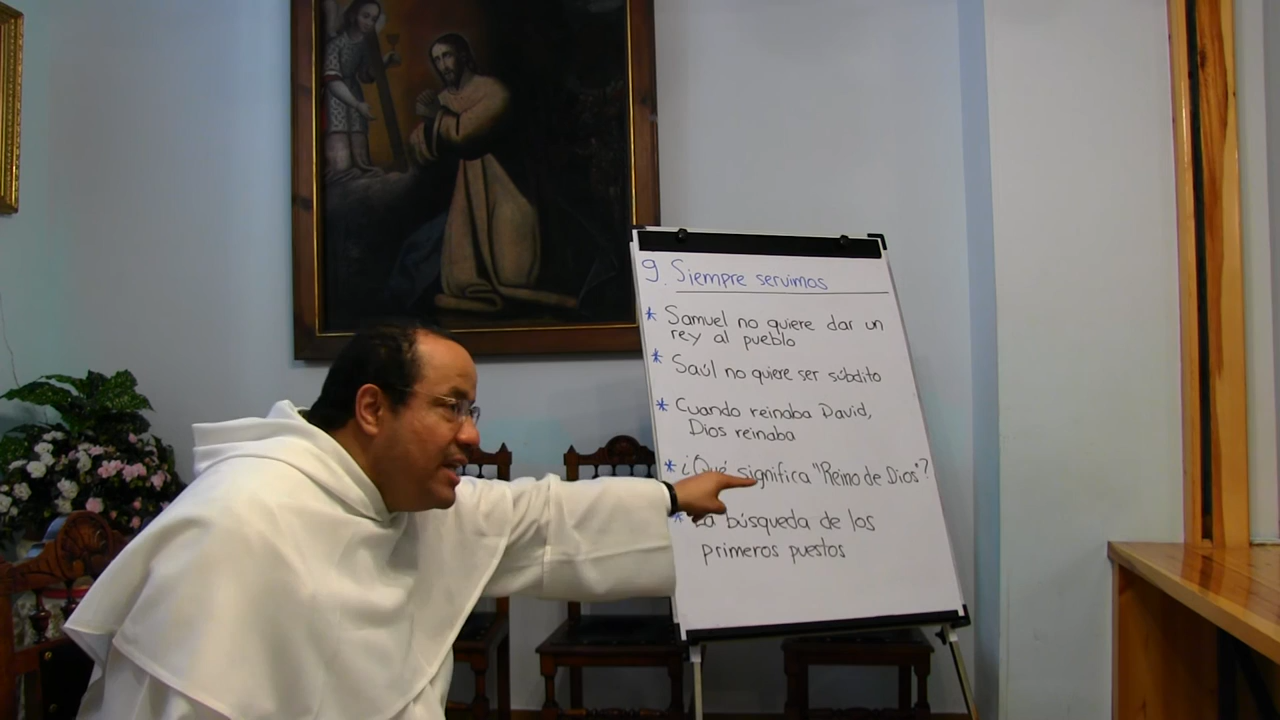 9. Siempre servimos
* Samuel no quiere dar un
rey al pueblo
* Saúl no quiere ser súbdito
* Cuando reinaba David,
Dios reinaba
* ¿Qué significa "Reino de Dios"?
* La búsqueda de los
primeros puestos